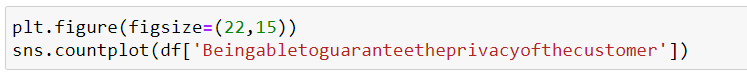 plt.figure(figsize=(22,15))
sns.countplot(df['Beingabletoguaranteetheprivacyofthecustomer'])